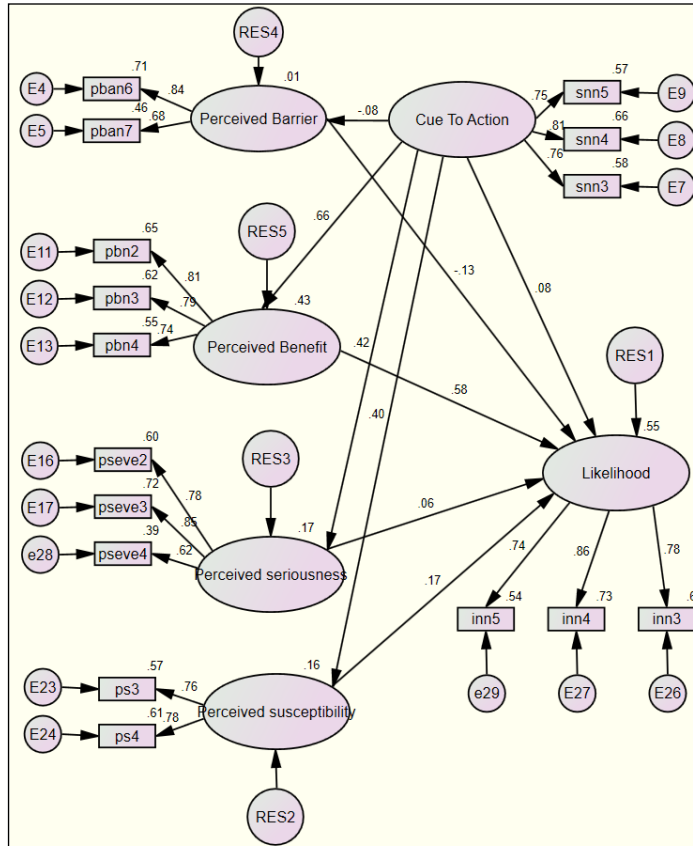 RES4
.71
.01
E4
pban6
.84
.57
.46
.75
snn5
E9
-.08
Perceived Barrier
Cue To Action
.66
E5
pban7
.68
.81
snn4
E8
.76
.58
snn3
E7
.66
RES5
.65
E11
pbn2
.81
-.13
.08
.62
E12
pbn3
.79
.43
.55
.42
RES1
E13
pbn4
.74
Perceived Benefit
.58
.40
.55
.60
RES3
E16
pseve2
Likelihood
.78
.72
E17
pseve3
.85
.06
.17
.39
e28
pseve4
.62
.74
.86
.78
Perceived seriousness
.17
.54
.73
inn5
inn4
inn3
.16
.57
E23
ps3
.76
e29
E27
E26
.61
.78
Perceived susceptibility
E24
ps4
RES2